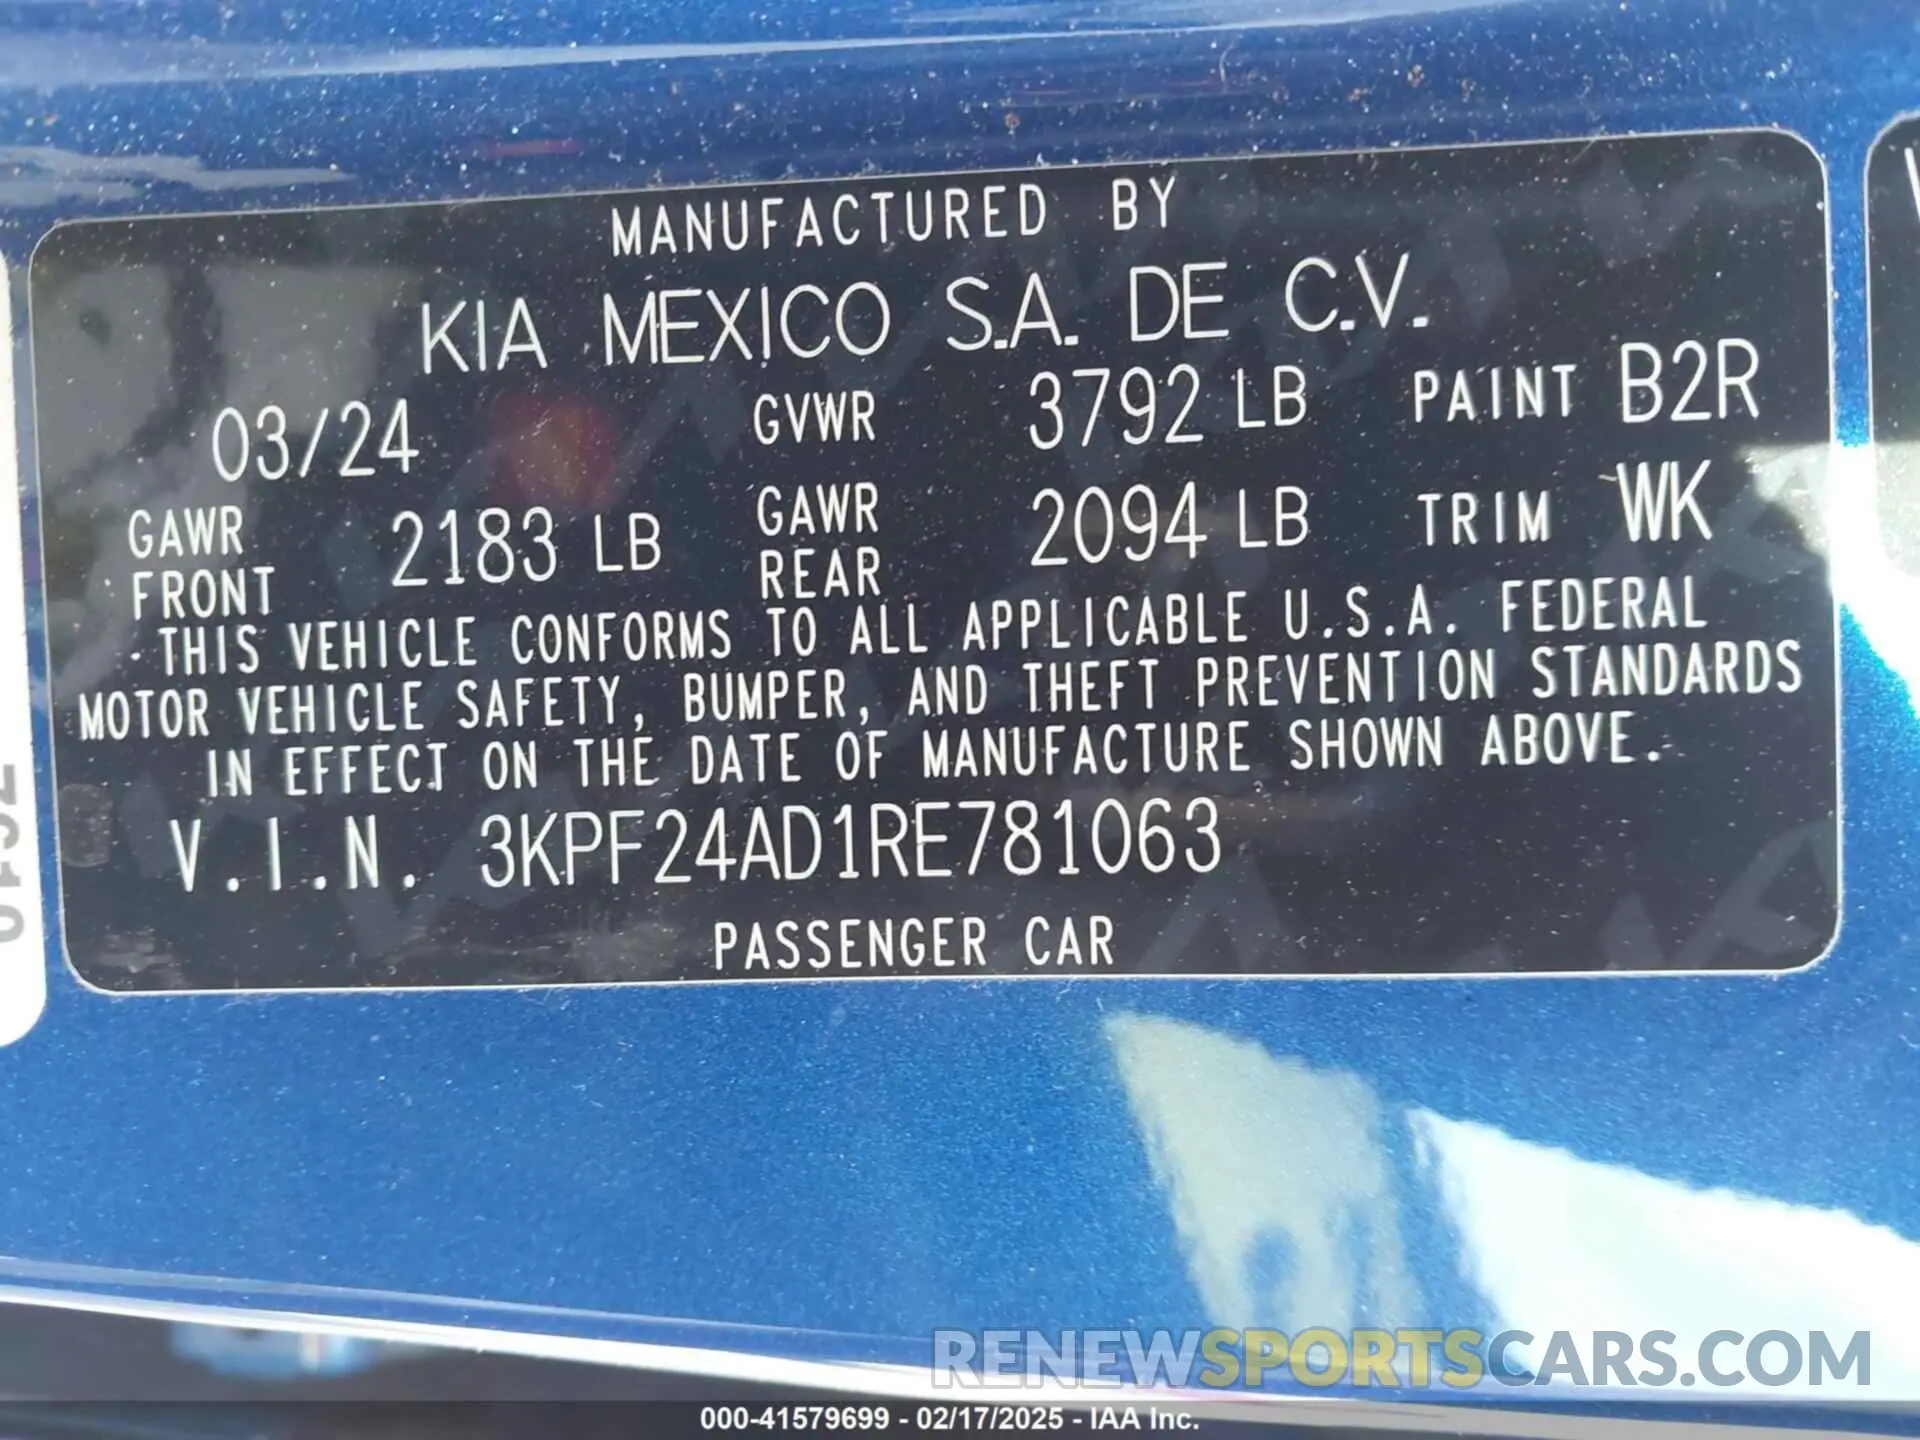 MANUFACTURED BY
KIA MEXICO S.A. DE C.V.
03/24 GVWR 3792 LB PAINT B2R
GAWR FRONT 2183 LB GAWR REAR 2094 LB TRIM WK
THIS VEHICLE CONFORMS TO ALL APPLICABLE U.S.A. FEDERAL
MOTOR VEHICLE SAFETY, BUMPER, AND THEFT PREVENTION STANDARDS
IN EFFECT ON THE DATE OF MANUFACTURE SHOWN ABOVE.
V.I.N. 3KPF24AD1RE781063
PASSENGER CAR
RENEWSPORTSCARS.COM
000-41579699 - 02/17/2025 - IAA Inc.